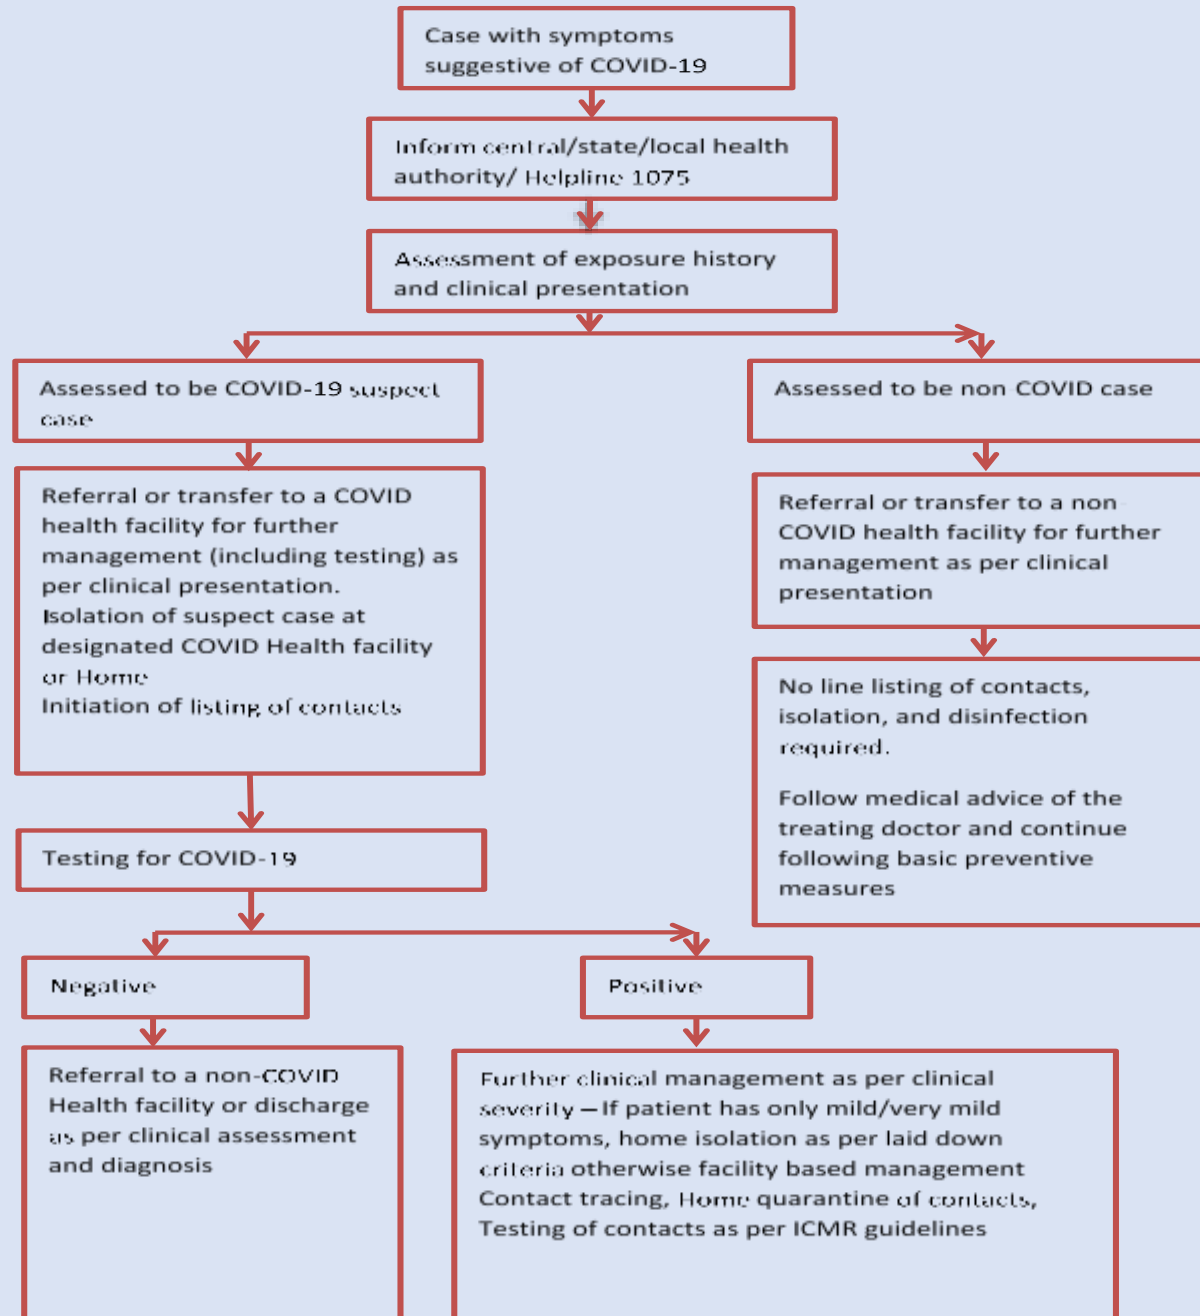 Case with symptoms
suggestive of COVID-19
Inform central/state/local health
authority/ Helpline 1075
Assessment of exposure history
and clinical presentation
Assessed to be COVID-19 suspect
case
Assessed to be non COVID case
Referral or transfer to a COVID
health facility for further
management (including testing) as
per clinical presentation.
Isolation of suspect case at
designated COVID Health facility
or Home
Initiation of listing of contacts
Referral or transfer to a non
COVID health facility for further
management as per clinical
presentation
No line listing of contacts,
isolation, and disinfection
required.
Follow medical advice of the
treating doctor and continue
following basic preventive
measures
Testing for COVID-19
Negative
Positive
Referral to a non-COVID
Health facility or discharge
as per clinical assessment
and diagnosis
Further clinical management as per clinical
severity – If patient has only mild/very mild
symptoms, home isolation as per laid down
criteria otherwise facility based management
Contact tracing, Home quarantine of contacts,
Testing of contacts as per ICMR guidelines